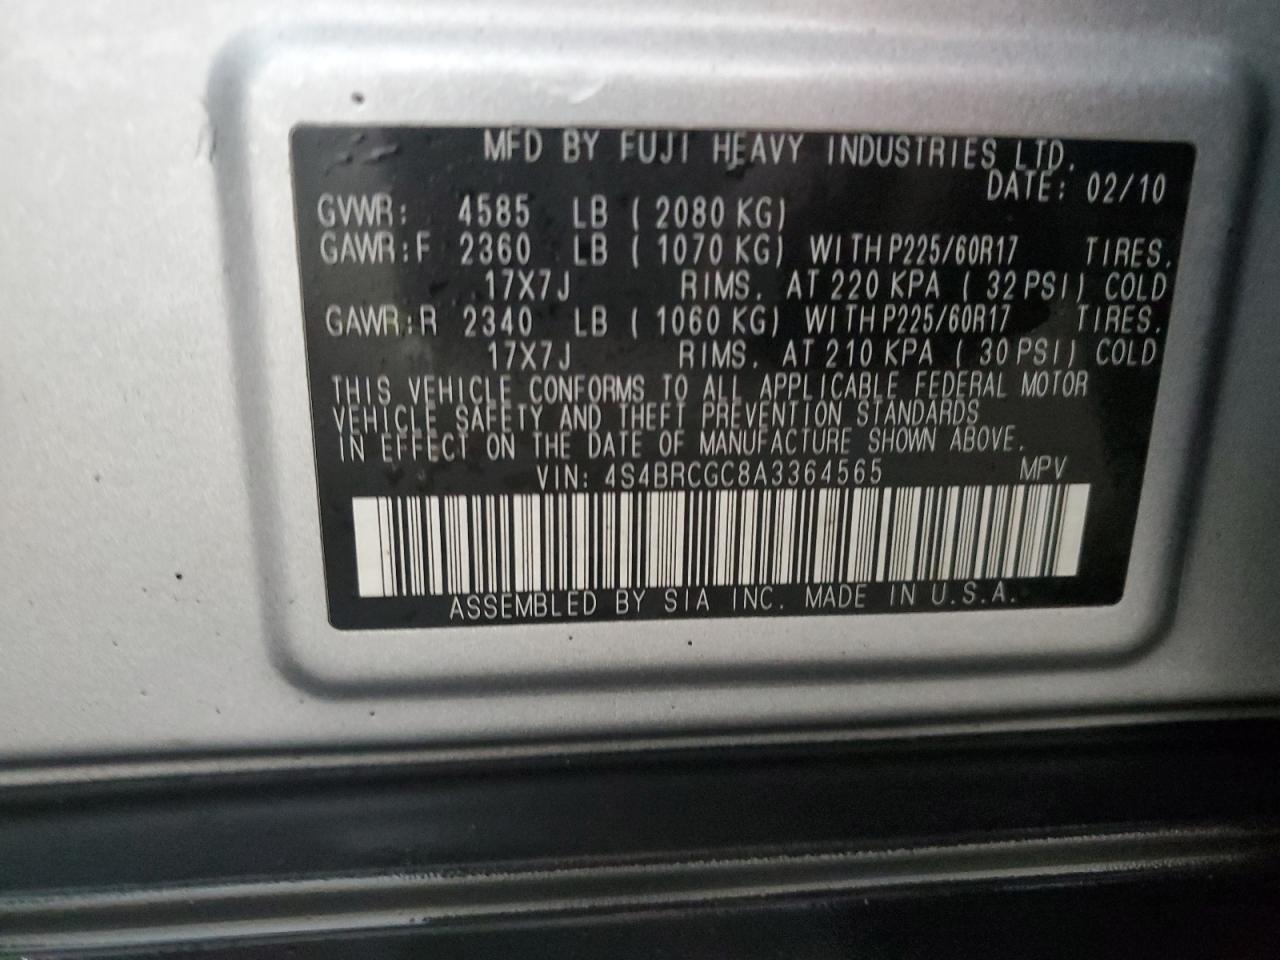 MFD BY FUJI HEAVY INDUSTRIES LTD.
DATE: 02/10
GVWR: 4585 LB ( 2080 KG)
GAWR:F 2360 LB ( 1070 KG) WITH P225/60R17 TIRES.
17X7J RIMS. AT 220 KPA ( 32 PSI) COLD
GAWR:R 2340 LB ( 1060 KG) WITH P225/60R17 TIRES.
17X7J RIMS. AT 210 KPA ( 30 PSI) COLD
THIS VEHICLE CONFORMS TO ALL APPLICABLE FEDERAL MOTOR
VEHICLE SAFETY AND THEFT PREVENTION STANDARDS
IN EFFECT ON THE DATE OF MANUFACTURE SHOWN ABOVE.
VIN: 4S4BRCGC8A3364565 MPV
ASSEMBLED BY SIA INC. MADE IN U.S.A.